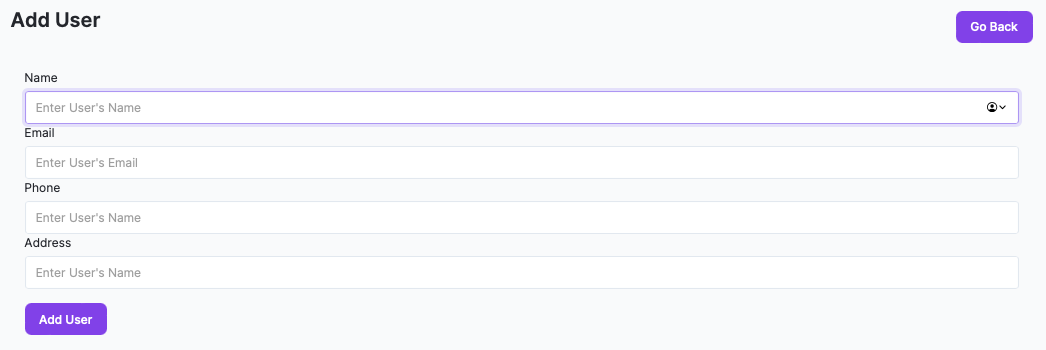 Add User
Go Back
Name
Enter User's Name
Email
Enter User's Email
Phone
Enter User's Name
Address
Enter User's Name
Add User